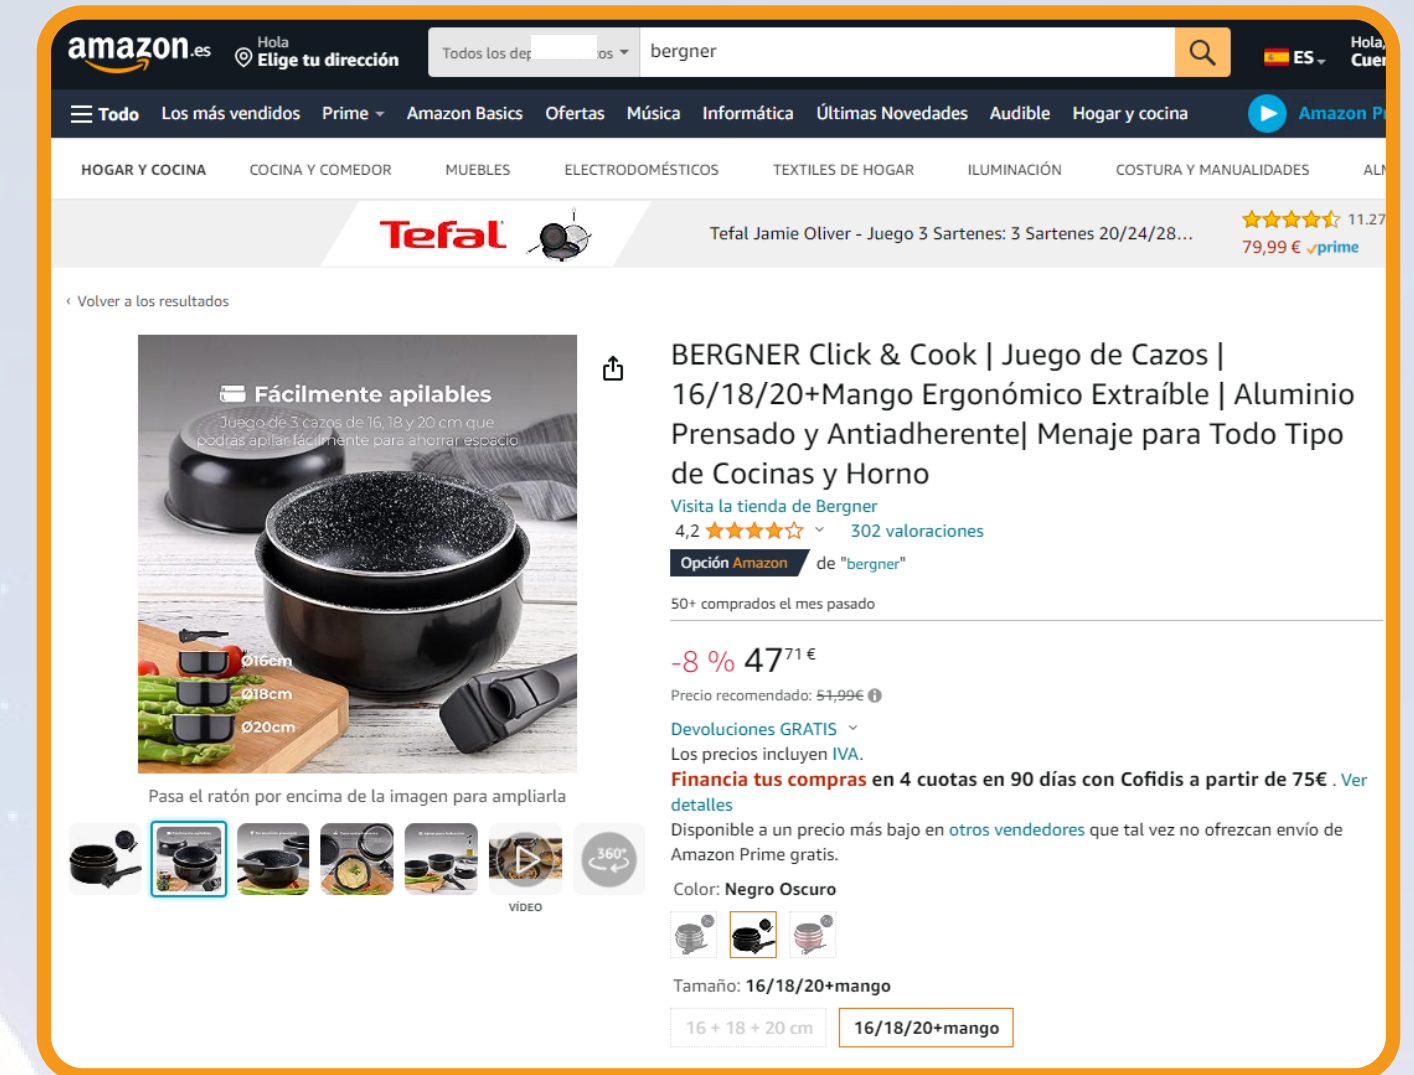 amazon.es
Hola
Elige tu dirección
Todos los
bergner
ES
Hola,
Todo
Los más vendidos
Prime
Amazon Basics
Ofertas
Música
Informática
Últimas Novedades
Audible
Hogar y cocina
Amazon
HOGAR Y COCINA
COCINA Y COMEDOR
MUEBLES
ELECTRODOMÉSTICOS
TEXTILES DE HOGAR
ILUMINACIÓN
COSTURA Y MANUALIDADES
Tefal
Tefal Jamie Oliver - Juego 3 Sartenes: 3 Sartenes 20/24/28...
11.27
79,99 € prime
‹ Volver a los resultados
Fácilmente apilables
Juego de 3 cazos de 16, 18 y 20 cm que
podrás apilar fácilmente para ahorrar espacio
Ø16cm
Ø18cm
Ø20cm
Pasa el ratón por encima de la imagen para ampliarla
360°
VÍDEO
BERGNER Click & Cook | Juego de Cazos |
16/18/20+Mango Ergonómico Extraíble | Aluminio
Prensado y Antiadherente| Menaje para Todo Tipo
de Cocinas y Horno
Visita la tienda de Bergner
4,2
302 valoraciones
Opción Amazon de "bergner"
50+ comprados el mes pasado
-8 % 47 71 €
Precio recomendado: 51,99€
Devoluciones GRATIS
Los precios incluyen IVA.
Financia tus compras en 4 cuotas en 90 días con Cofidis a partir de 75€ . Ver
detalles
Disponible a un precio más bajo en otros vendedores que tal vez no ofrezcan envío de
Amazon Prime gratis.
Color: Negro Oscuro
Tamaño: 16/18/20+mango
16 + 18 + 20 cm
16/18/20+mango